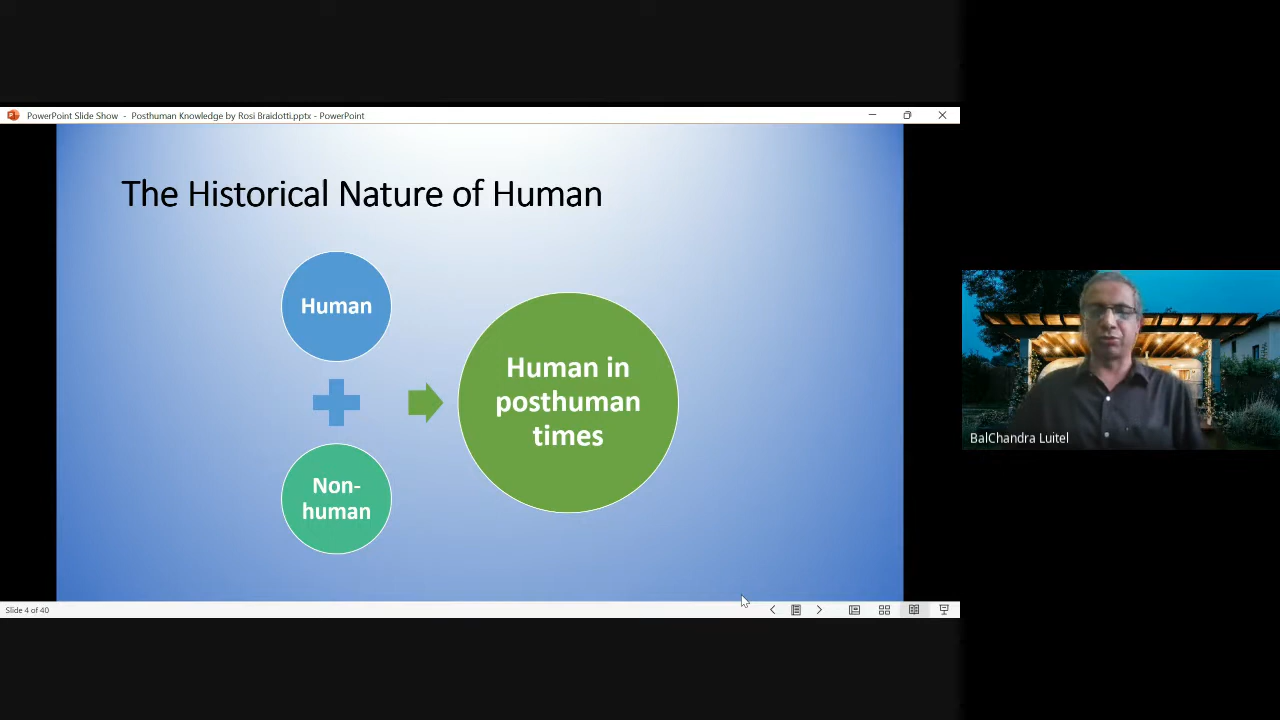 PowerPoint Slide Show - Posthuman Knowledge by Rosi Braidotti.pptx - PowerPoint
The Historical Nature of Human
Human
Non-
human
Human in
posthuman
times
BalChandra Luitel
Slide 4 of 40